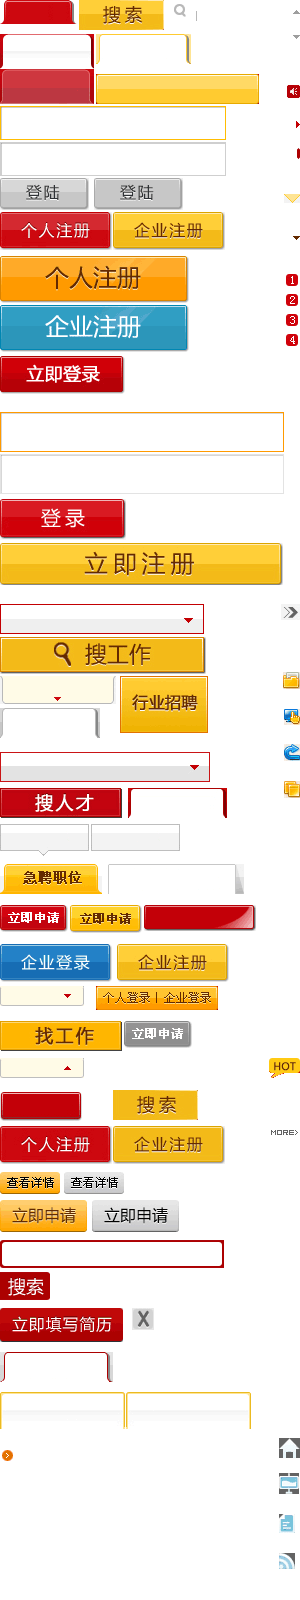 搜索
登陆 登陆
个人注册 企业注册
1
个人注册
2
企业注册
3
4
立即登录
登录
立即注册
搜工作
行业招聘
搜人才
急聘职位
立即申请 立即申请
企业登录 企业注册
个人登录 | 企业登录
找工作 立即申请
HOT
搜索
个人注册 企业注册
MORE>
查看详情 查看详情
立即申请 立即申请
搜索
立即填写简历 X